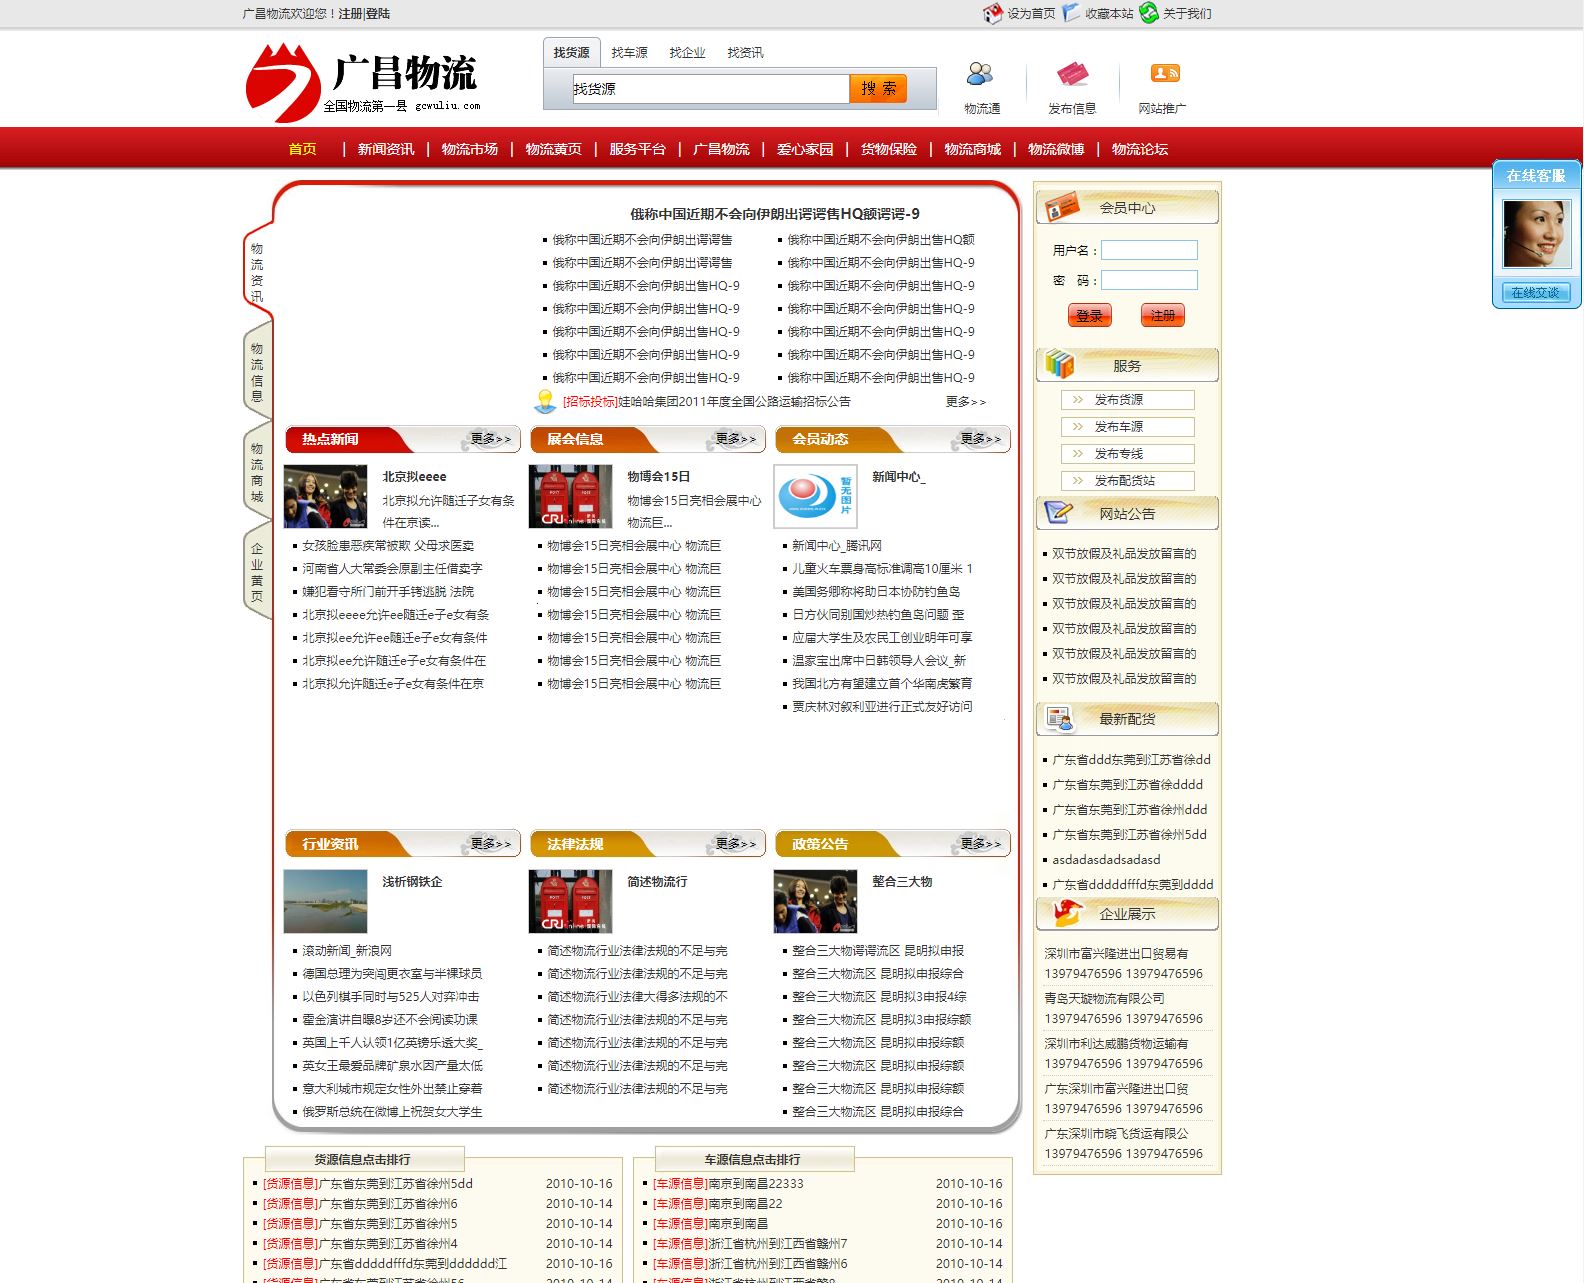 广昌物流欢迎您！注册|登陆
设为首页 收藏本站 关于我们
广昌物流
全国物流第一县 gcwuliu.com
找货源 找车源 找企业 找资讯
找货源 搜 索
物流通 发布信息 网站推广
首页 | 新闻资讯 | 物流市场 | 物流黄页 | 服务平台 | 广昌物流 | 爱心家园 | 货物保险 | 物流商城 | 物流微博 | 物流论坛
在线客服
在线交谈
物流资讯
物流信息
物流商城
企业黄页
俄称中国近期不会向伊朗出谔谔售HQ额谔谔-9
俄称中国近期不会向伊朗出谔谔售 俄称中国近期不会向伊朗出售HQ额
俄称中国近期不会向伊朗出谔谔售 俄称中国近期不会向伊朗出售HQ-9
俄称中国近期不会向伊朗出售HQ-9 俄称中国近期不会向伊朗出售HQ-9
俄称中国近期不会向伊朗出售HQ-9 俄称中国近期不会向伊朗出售HQ-9
俄称中国近期不会向伊朗出售HQ-9 俄称中国近期不会向伊朗出售HQ-9
俄称中国近期不会向伊朗出售HQ-9 俄称中国近期不会向伊朗出售HQ-9
俄称中国近期不会向伊朗出售HQ-9 俄称中国近期不会向伊朗出售HQ-9
[招标投标]娃哈哈集团2011年度全国公路运输招标公告 更多>>
热点新闻 更多>>
北京拟eeee
北京拟允许随迁子女有条
件在京读...
女孩脸患恶疾常被欺 父母求医卖
河南省人大常委会原副主任借卖字
嫌犯看守所门前开手铐逃脱 法院
北京拟eeee允许ee随迁e子e女有条
北京拟ee允许ee随迁e子e女有条件
北京拟ee允许随迁e子e女有条件在
北京拟允许随迁e子e女有条件在京
展会信息 更多>>
物博会15日
物博会15日亮相会展中心
物流巨...
物博会15日亮相会展中心 物流巨
物博会15日亮相会展中心 物流巨
物博会15日亮相会展中心 物流巨
物博会15日亮相会展中心 物流巨
物博会15日亮相会展中心 物流巨
物博会15日亮相会展中心 物流巨
物博会15日亮相会展中心 物流巨
会员动态 更多>>
暂无图片
新闻中心_
新闻中心_腾讯网
儿童火车票身高标准调高10厘米 1
美国务卿称将助日本协防钓鱼岛
日方伙同别国炒热钓鱼岛问题 歪
应届大学生及农民工创业明年可享
温家宝出席中日韩领导人会议_新
我国北方有望建立首个华南虎繁育
贾庆林对叙利亚进行正式友好访问
行业资讯 更多>>
浅析钢铁企
滚动新闻_新浪网
德国总理为突闯更衣室与半裸球员
以色列棋手同时与525人对弈冲击
霍金演讲自曝8岁还不会阅读功课
英国上千人认领1亿英镑乐透大奖_
英女王最爱品牌矿泉水因产量太低
意大利城市规定女性外出禁止穿着
俄罗斯总统在微博上祝贺女大学生
法律法规 更多>>
简述物流行
简述物流行业法律法规的不足与完
简述物流行业法律法规的不足与完
简述物流行业法律大得多法规的不
简述物流行业法律法规的不足与完
简述物流行业法律法规的不足与完
简述物流行业法律法规的不足与完
简述物流行业法律法规的不足与完
政策公告 更多>>
整合三大物
整合三大物谔谔流区 昆明拟申报
整合三大物流区 昆明拟申报综合
整合三大物流区 昆明拟3申报4综
整合三大物流区 昆明拟3申报综额
整合三大物流区 昆明拟申报综额
整合三大物流区 昆明拟申报综额
整合三大物流区 昆明拟申报综额
整合三大物流区 昆明拟申报综合
会员中心
用户名：
密 码：
登录 注册
服务
>> 发布货源
>> 发布车源
>> 发布专线
>> 发布配货站
网站公告
双节放假及礼品发放留言的
双节放假及礼品发放留言的
双节放假及礼品发放留言的
双节放假及礼品发放留言的
双节放假及礼品发放留言的
双节放假及礼品发放留言的
最新配货
广东省ddd东莞到江苏省徐dd
广东省东莞到江苏省徐dddd
广东省东莞到江苏省徐州ddd
广东省东莞到江苏省徐州5dd
asdadasdadsadasd
广东省dddddfffd东莞到dddd
企业展示
深圳市富兴隆进出口贸易有
13979476596 13979476596
青岛天璇物流有限公司
13979476596 13979476596
深圳市利达威鹏货物运输有
13979476596 13979476596
广东深圳市富兴隆进出口贸
13979476596 13979476596
广东深圳市晓飞货运有限公
13979476596 13979476596
货源信息点击排行
[货源信息]广东省东莞到江苏省徐州5dd 2010-10-16
[货源信息]广东省东莞到江苏省徐州6 2010-10-14
[货源信息]广东省东莞到江苏省徐州5 2010-10-14
[货源信息]广东省东莞到江苏省徐州4 2010-10-14
[货源信息]广东省dddddfffd东莞到dddddd江 2010-10-16
[货源信息]广东省东莞到江苏省徐州56 2010-10-14
车源信息点击排行
[车源信息]南京到南昌22333 2010-10-16
[车源信息]南京到南昌22 2010-10-16
[车源信息]南京到南昌 2010-10-16
[车源信息]浙江省杭州到江西省赣州7 2010-10-14
[车源信息]浙江省杭州到江西省赣州6 2010-10-14
[车源信息]浙江省杭州到江西省赣州8 2010-10-14